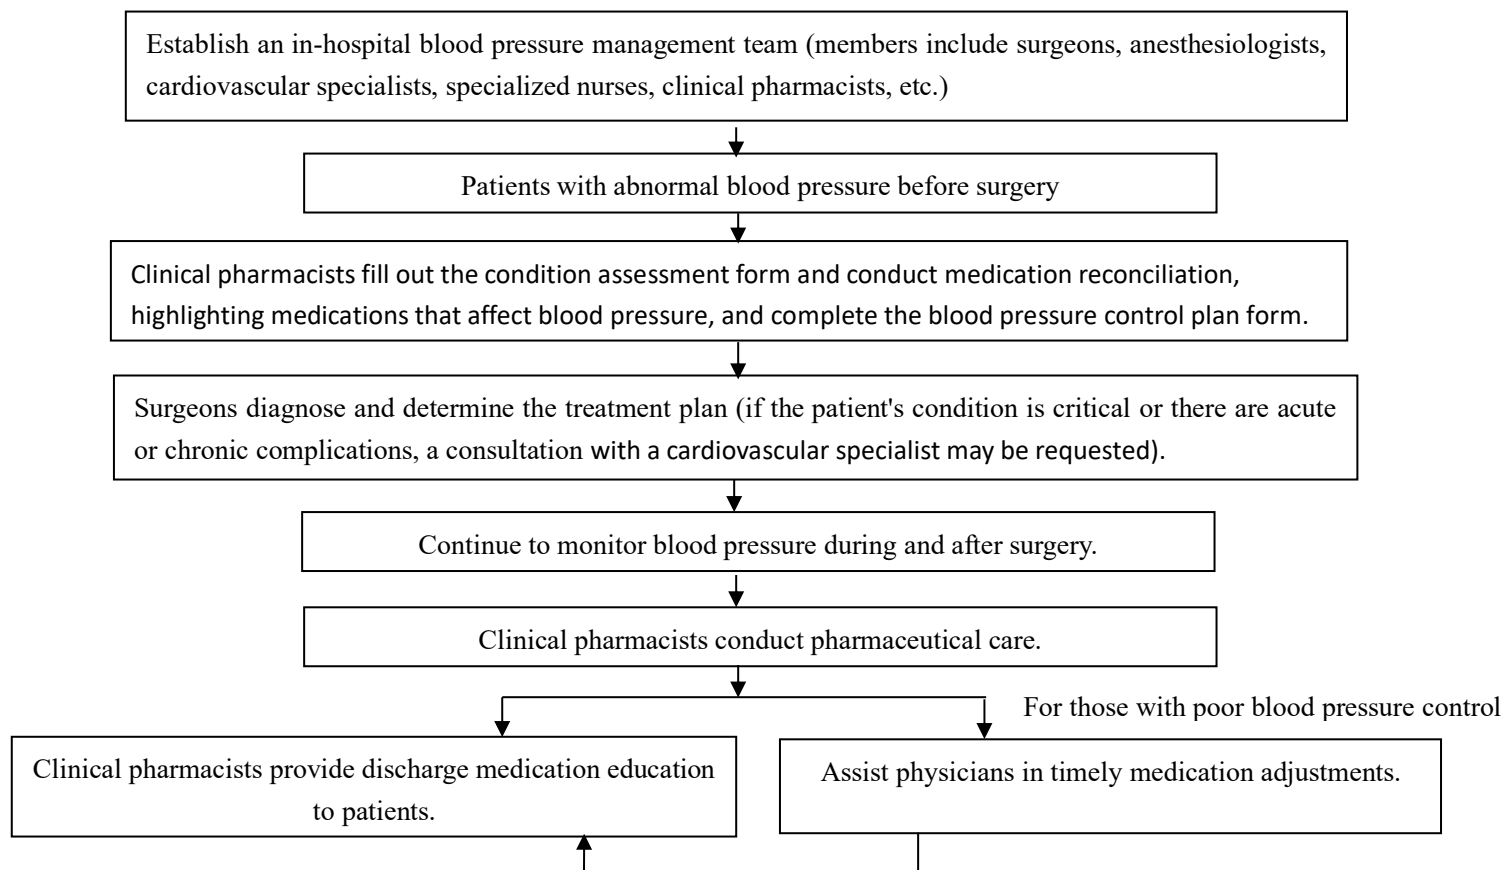 Establish an in-hospital blood pressure management team (members include surgeons, anesthesiologists,
cardiovascular specialists, specialized nurses, clinical pharmacists, etc.)
Patients with abnormal blood pressure before surgery
Clinical pharmacists fill out the condition assessment form and conduct medication reconciliation,
highlighting medications that affect blood pressure, and complete the blood pressure control plan form.
Surgeons diagnose and determine the treatment plan (if the patient's condition is critical or there are acute
or chronic complications, a consultation with a cardiovascular specialist may be requested).
Continue to monitor blood pressure during and after surgery.
Clinical pharmacists conduct pharmaceutical care.
For those with poor blood pressure control
Clinical pharmacists provide discharge medication education
to patients.
Assist physicians in timely medication adjustments.